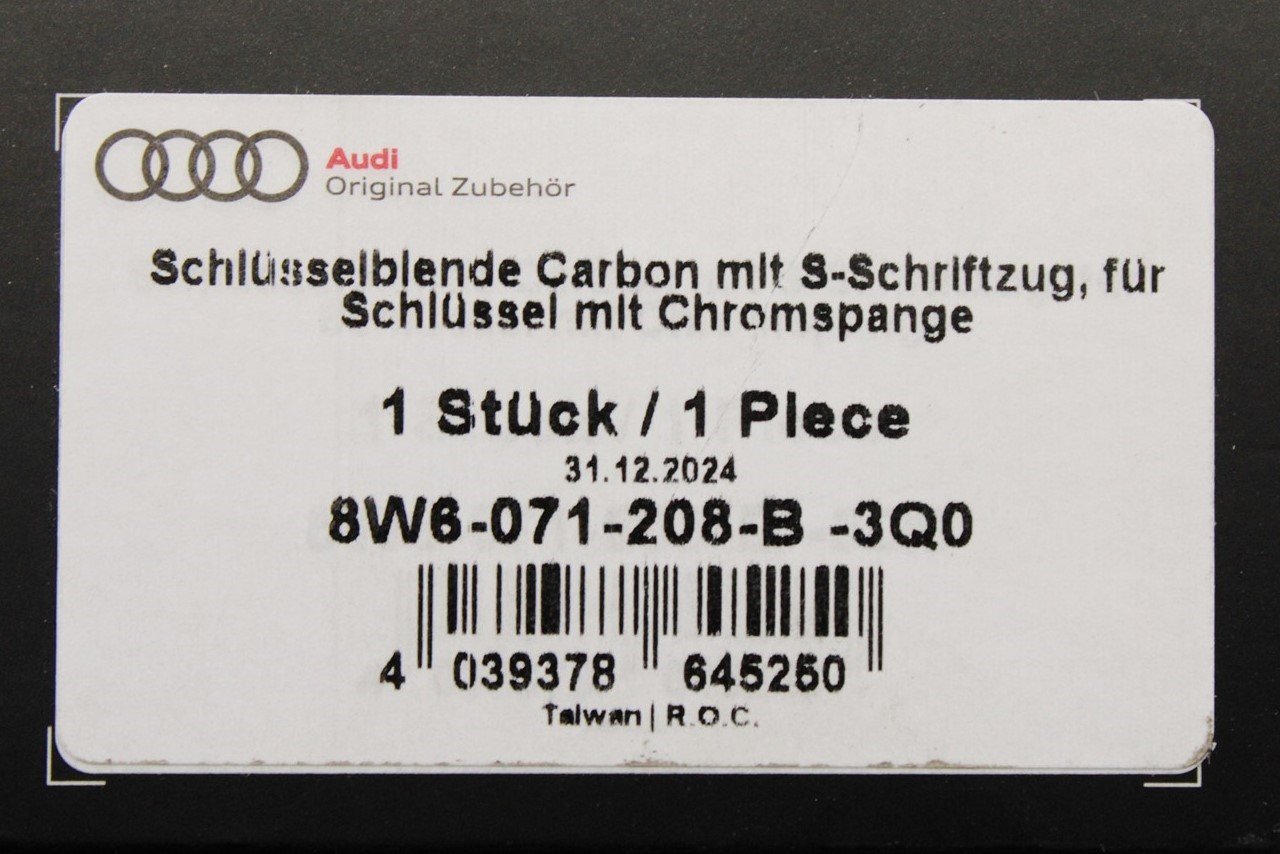 Audi
Original Zubehör
Schlüsselblende Carbon mit S-Schriftzug, für
Schlüssel mit Chromspange
1 Stück / 1 Piece
31.12.2024
8W6-071-208-B -3Q0
4 039378 645250
Taiwan | R.O.C.